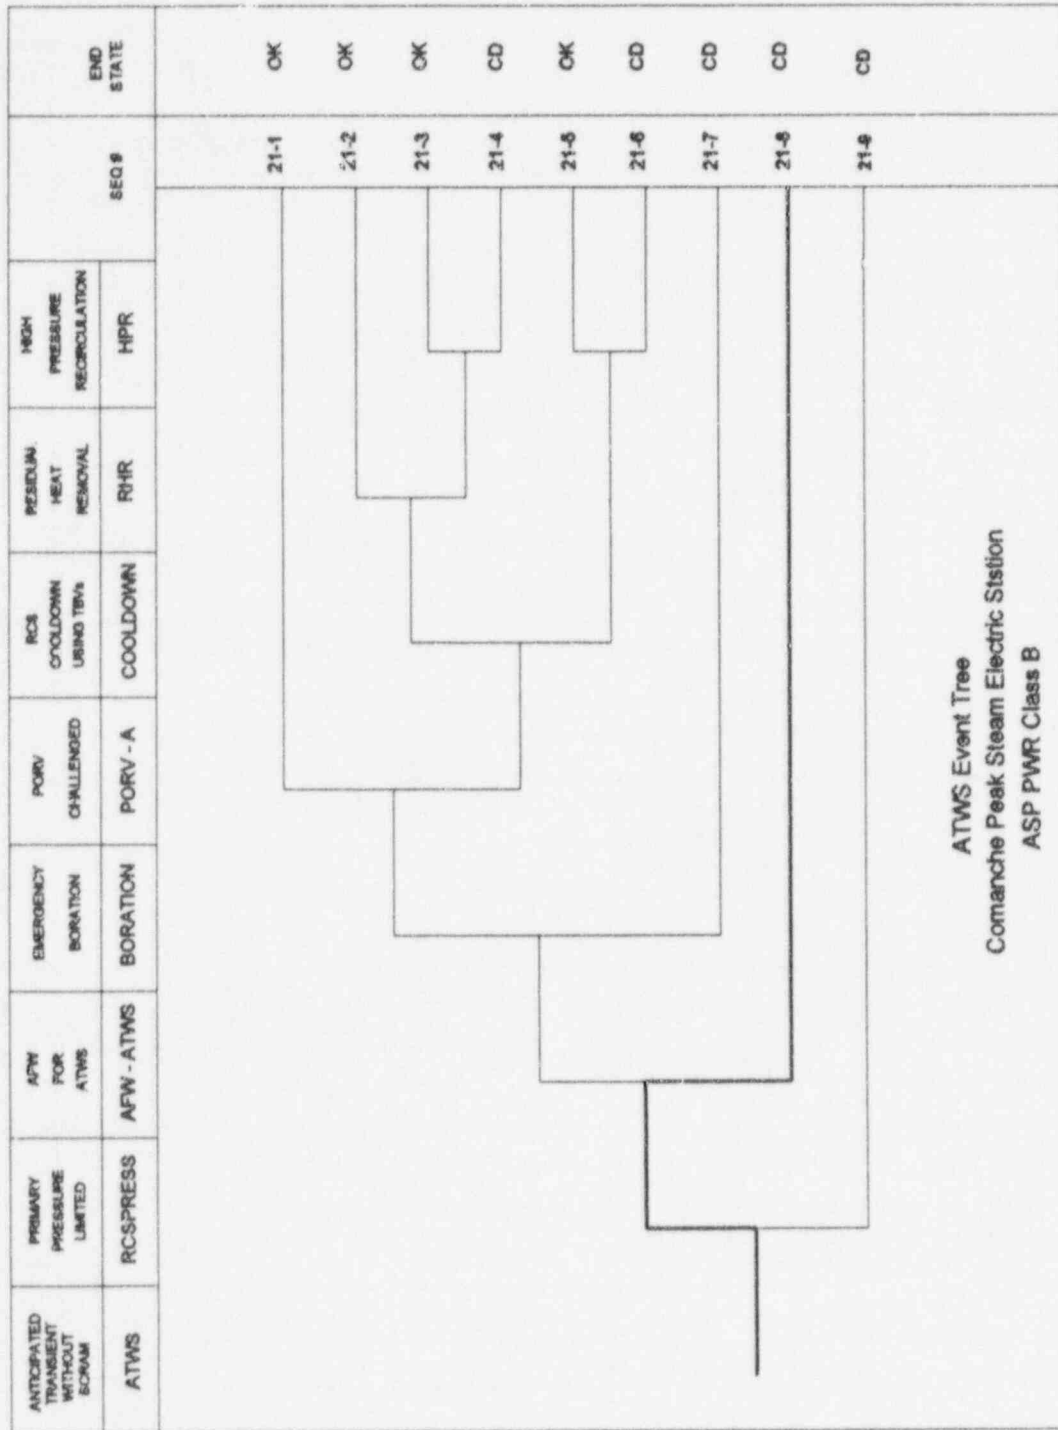 ANTICIPATED
TRANSIENT
WITHOUT
SCRAM
PRIMARY
PRESSURE
LIMITED
AFW
FOR
ATWS
EMERGENCY
BORATION
PORV
CHALLENGED
RCS
COOLDOWN
USING TBVs
RESIDUAL
HEAT
REMOVAL
HIGH
PRESSURE
RECIRCULATION
SEQ #
END
STATE
ATWS
RCSPRESS
AFW - ATWS
BORATION
PORV - A
COOLDOWN
RHR
HPR
21-1 OK
21-2 OK
21-3 OK
21-4 CD
21-5 OK
21-6 CD
21-7 CD
21-8 CD
21-9 CD
ATWS Event Tree
Comanche Peak Steam Electric Ststion
ASP PWR Class B